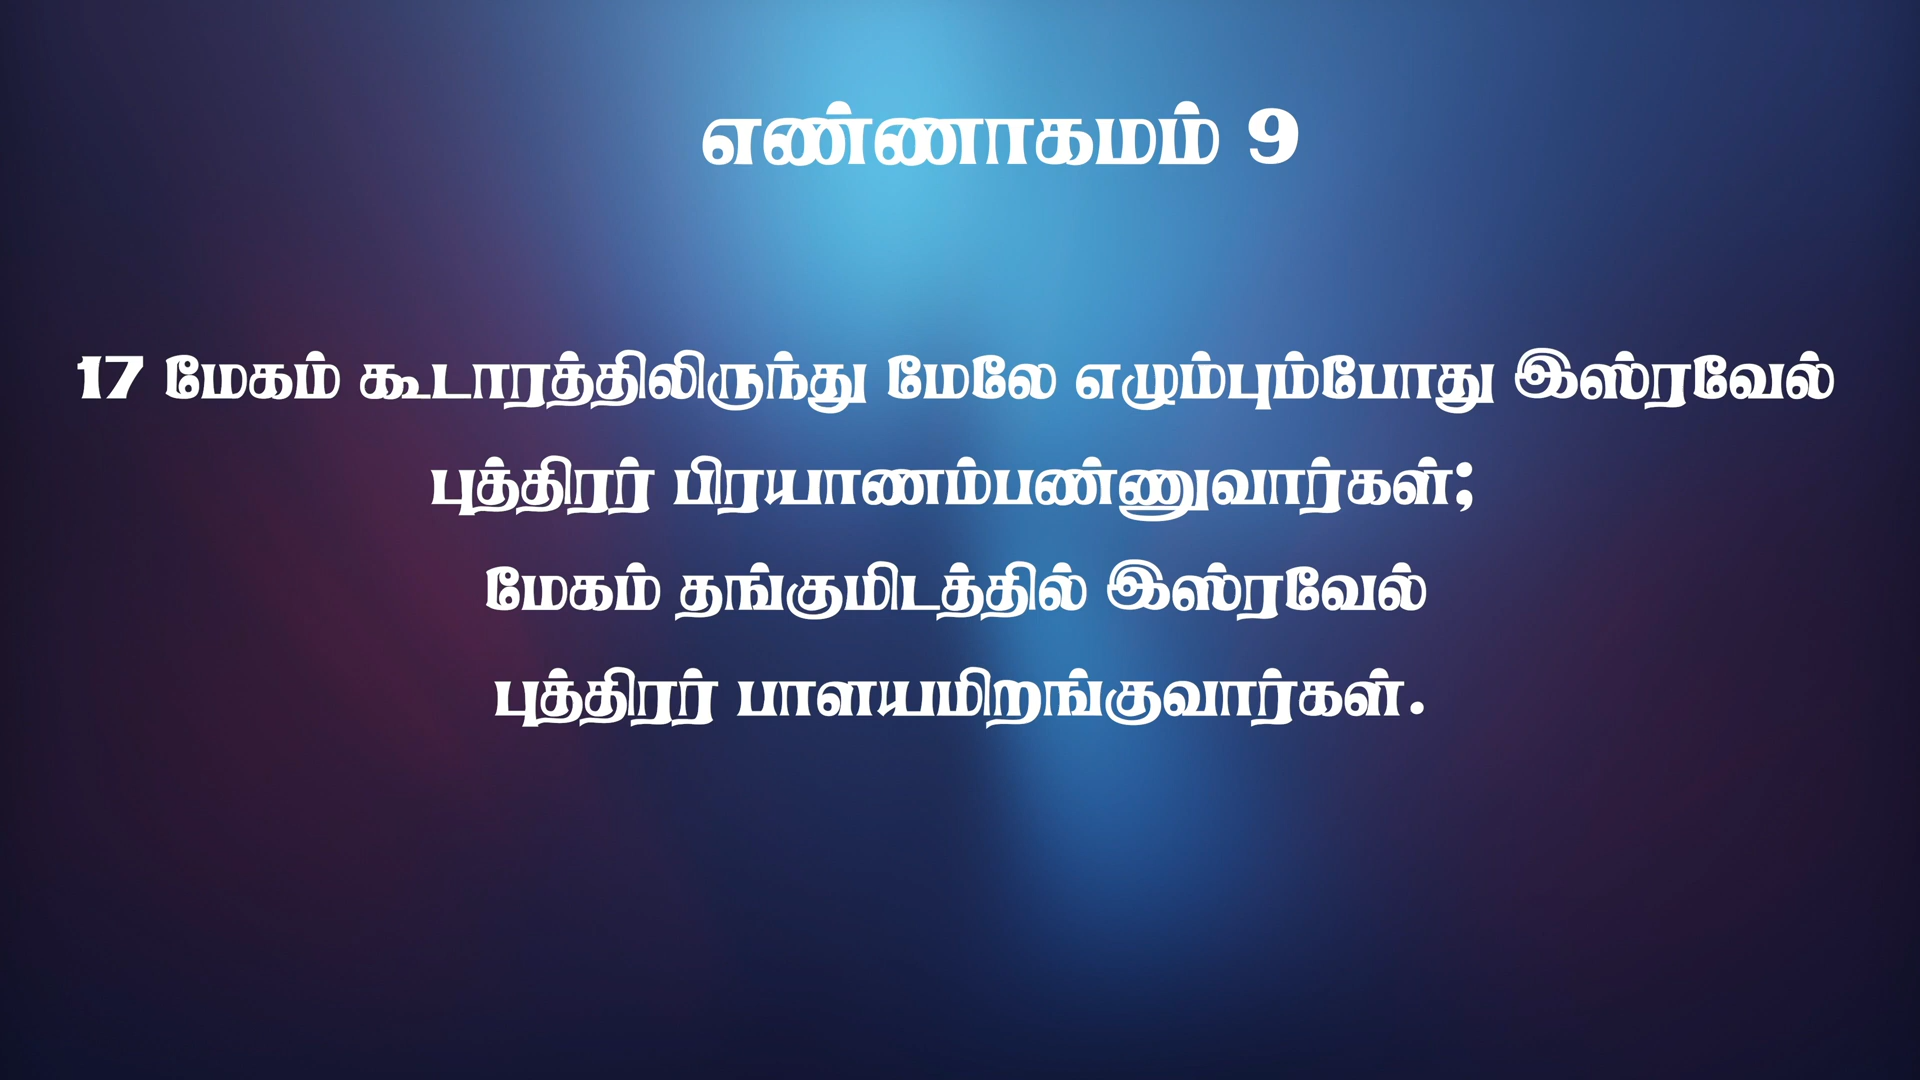 எண்ணாகமம் 9
17 மேகம் கூடாரத்திலிருந்து மேலே எழும்பும்போது இஸ்ரவேல்
புத்திரர் பிரயாணம்பண்ணுவார்கள்;
மேகம் தங்குமிடத்தில் இஸ்ரவேல்
புத்திரர் பாளயமிறங்குவார்கள்.